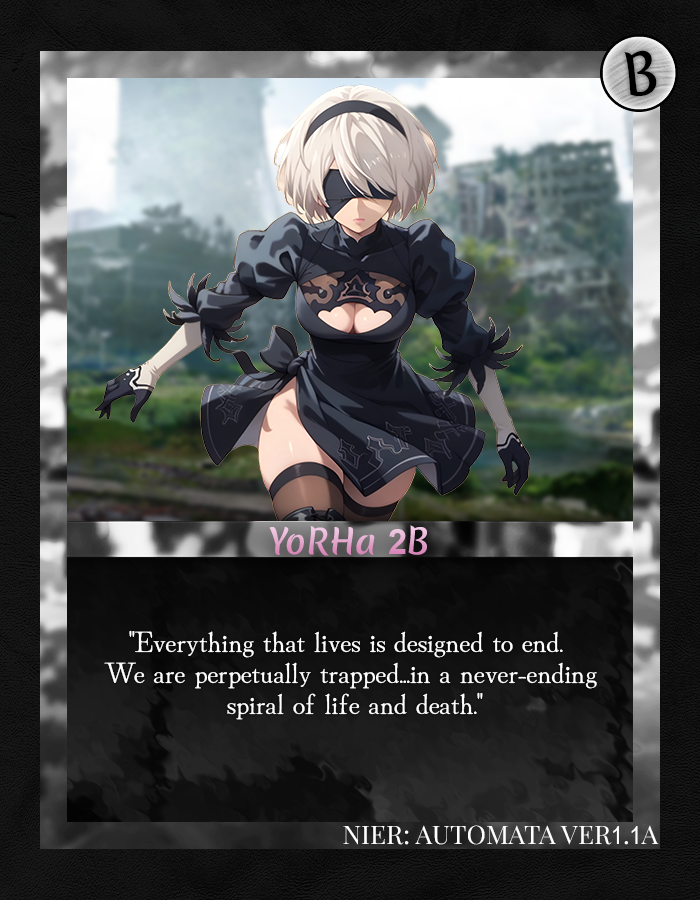 B
YoRHa 2B
"Everything that lives is designed to end.
We are perpetually trapped...in a never-ending
spiral of life and death."
NIER: AUTOMATA VER1.1A